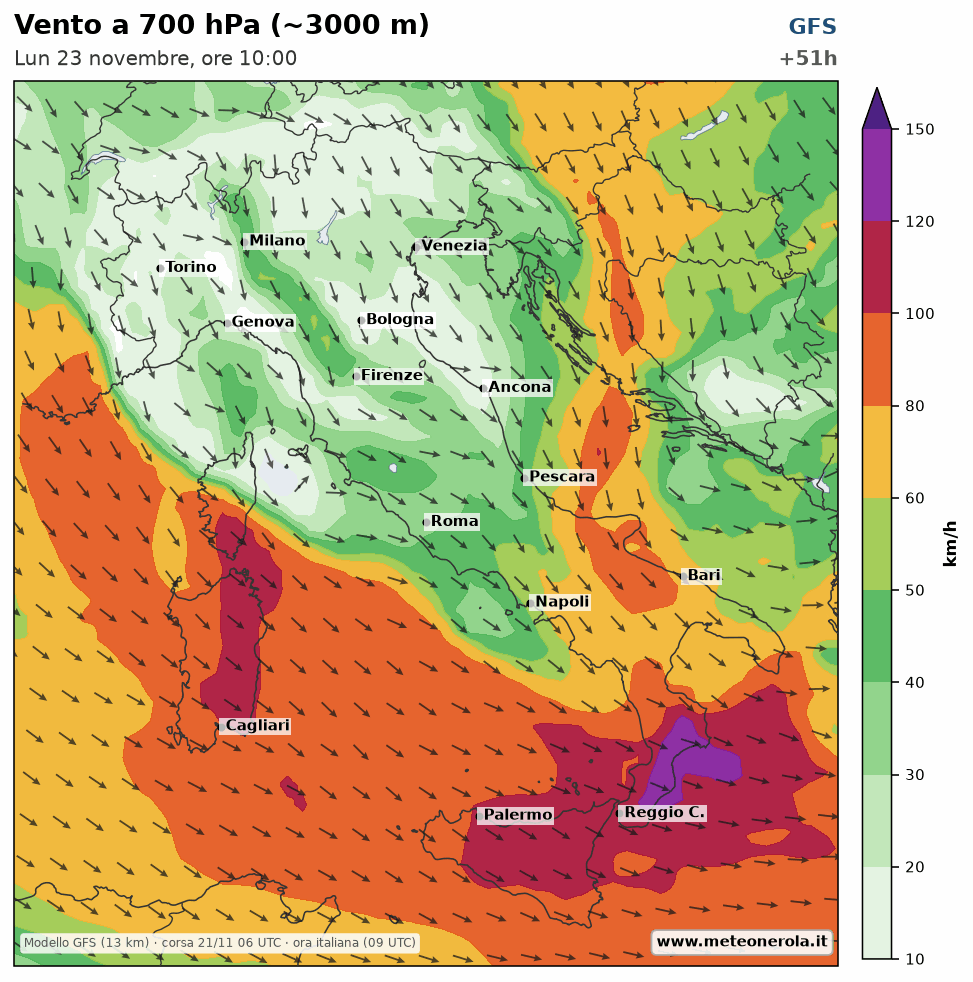 Vento a 700 hPa (~3000 m)
GFS
Lun 23 novembre, ore 10:00
+51h
Milano
Venezia
Torino
Genova
Bologna
Firenze
Ancona
Pescara
Roma
Bari
Napoli
Cagliari
Palermo
Reggio C.
150
120
100
80
60
50
40
30
20
10
km/h
Modello GFS (13 km) · corsa 21/11 06 UTC · ora italiana (09 UTC)
www.meteonerola.it